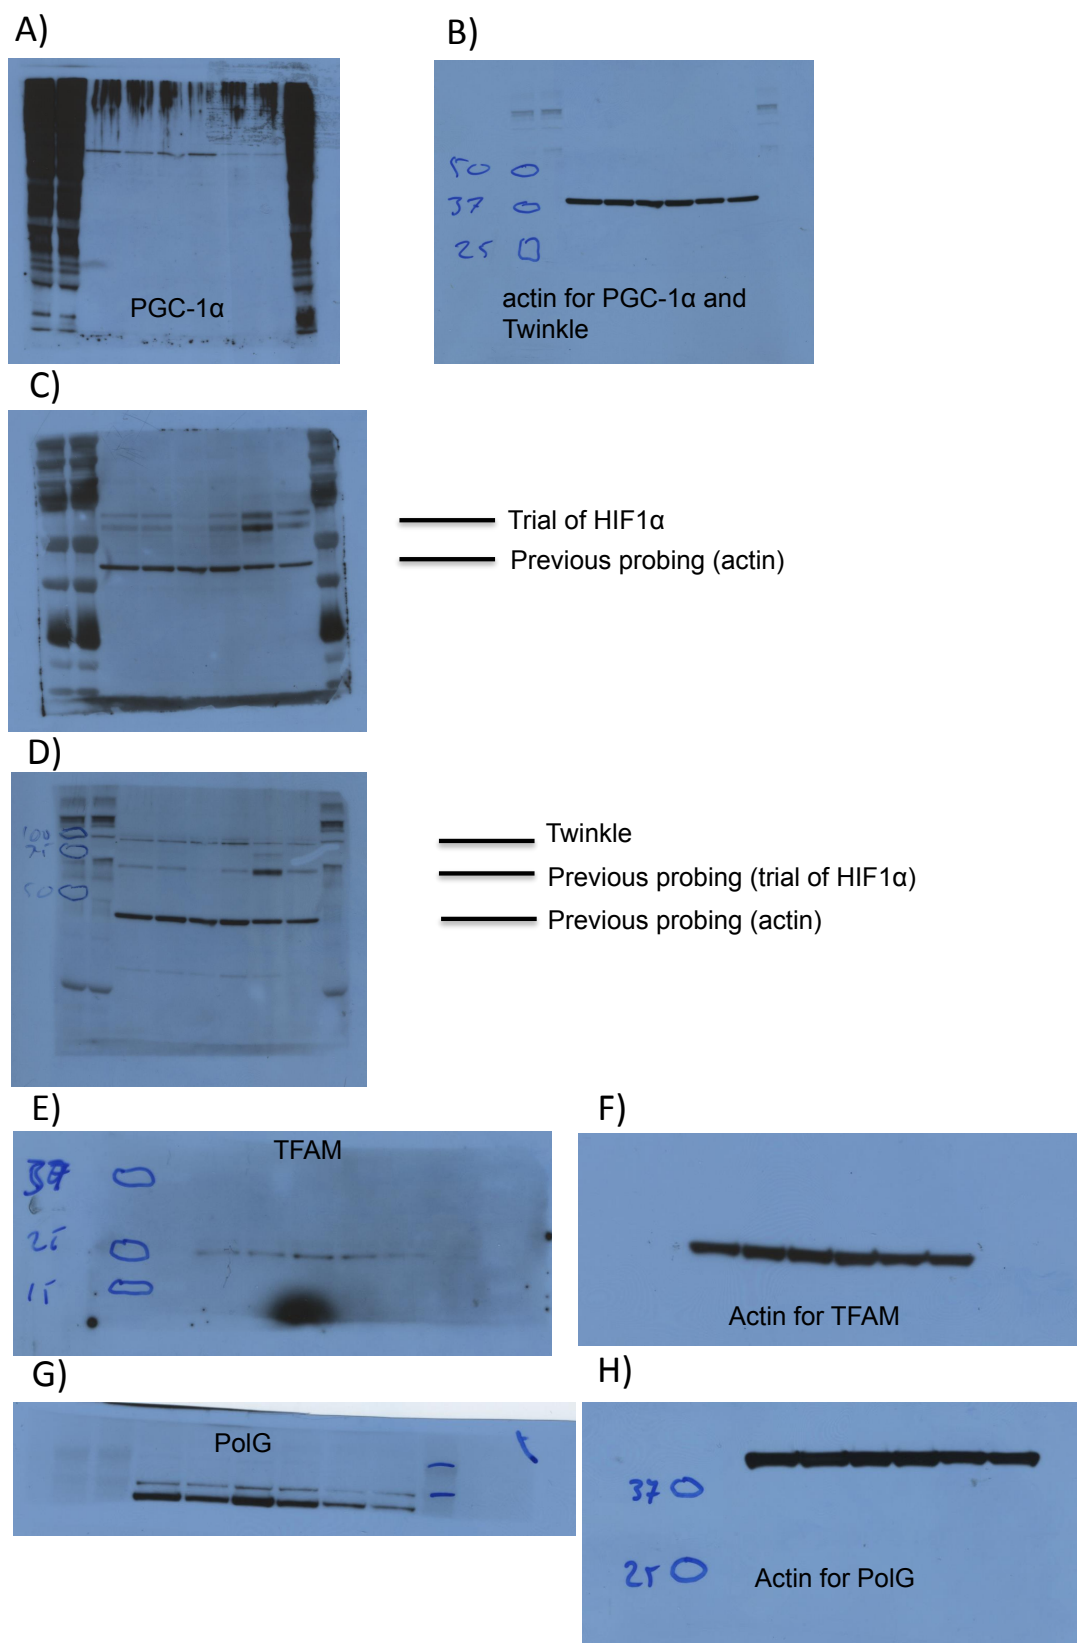 A)
B)
PGC-1α
50
37
25
actin for PGC-1α and
Twinkle
C)
Trial of HIF1α
Previous probing (actin)
D)
100
75
50
Twinkle
Previous probing (trial of HIF1α)
Previous probing (actin)
E)
TFAM
37
25
15
F)
Actin for TFAM
G)
PolG
H)
37
25
Actin for PolG